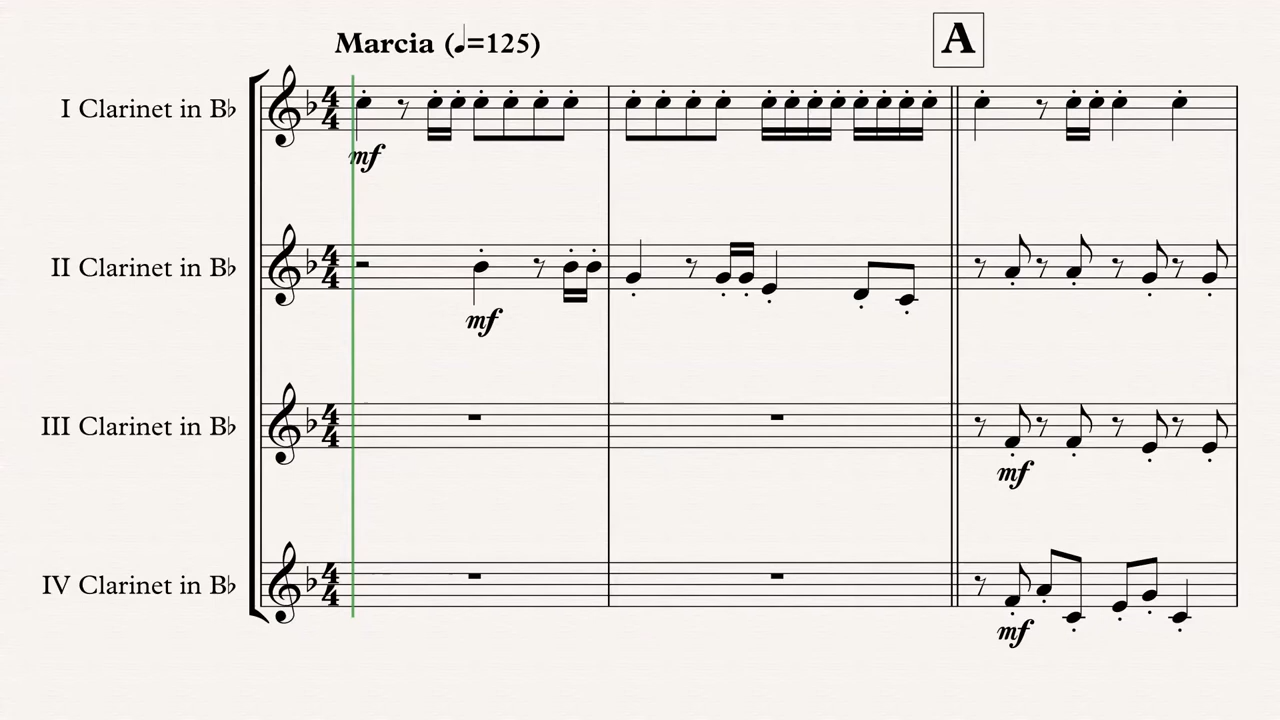 Marcia (♩=125)
A
I Clarinet in B♭
mf
II Clarinet in B♭
mf
III Clarinet in B♭
mf
IV Clarinet in B♭
mf